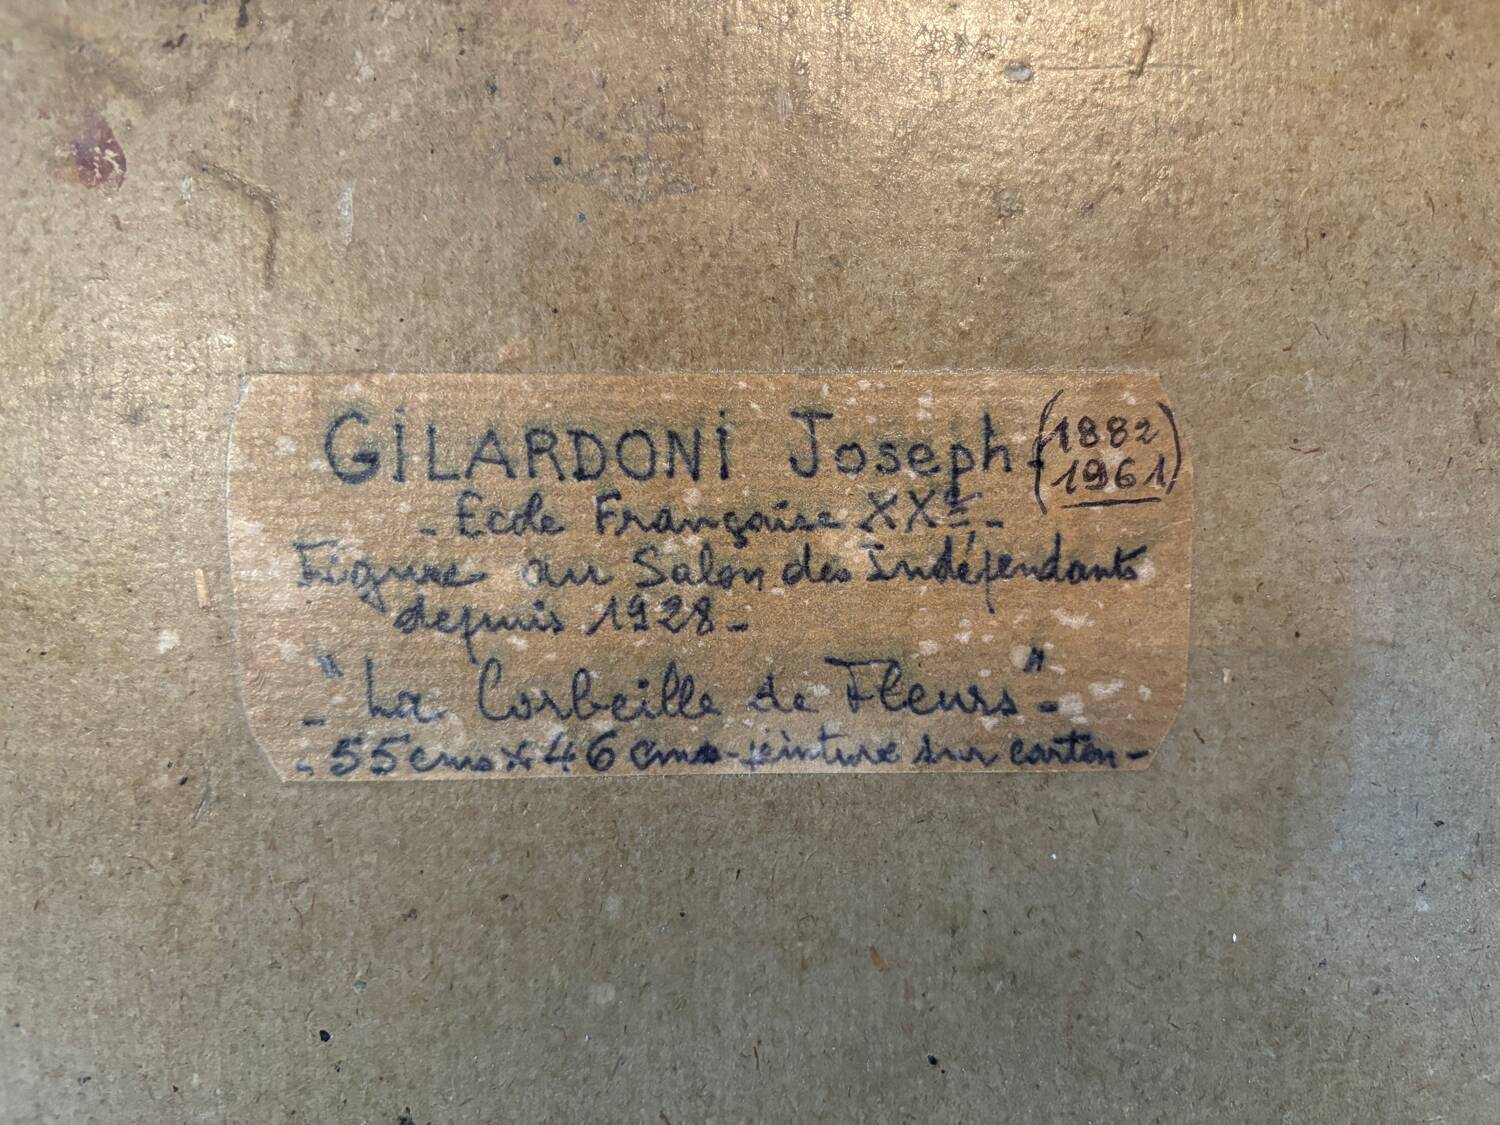 GiLARDONi Joseph - (1882
1961)
- Ecole Française XXe -
Figure au Salon des Indépendants
depuis 1928 -
- "La Corbeille de Fleurs" -
- 55 cms x 46 cms - peinture sur carton -